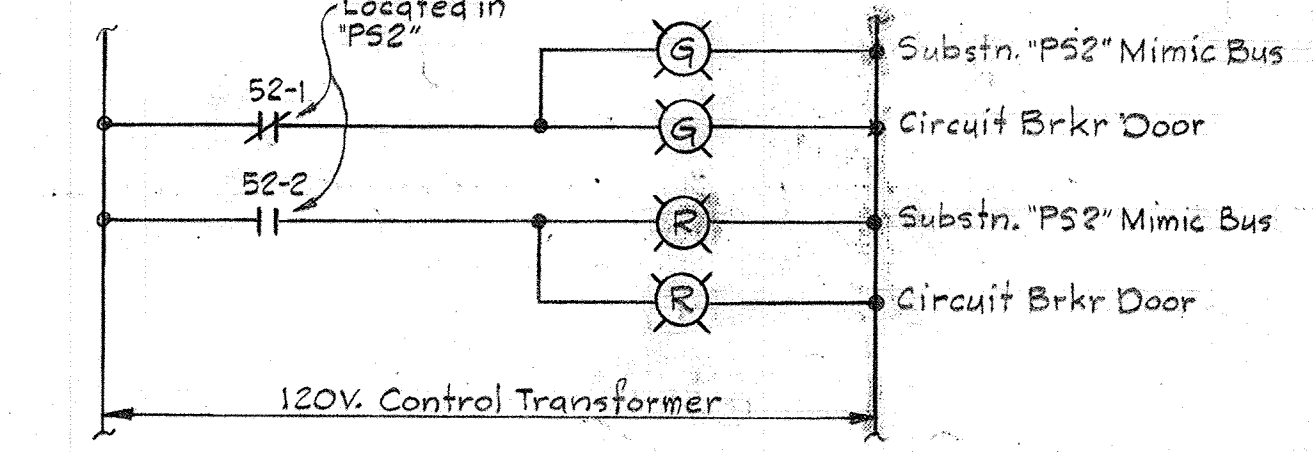 Located in
"PS2"
G
Substn. "PS2" Mimic Bus
52-1
G
Circuit Brkr Door
52-2
R
Substn. "PS2" Mimic Bus
R
Circuit Brkr Door
120V. Control Transformer